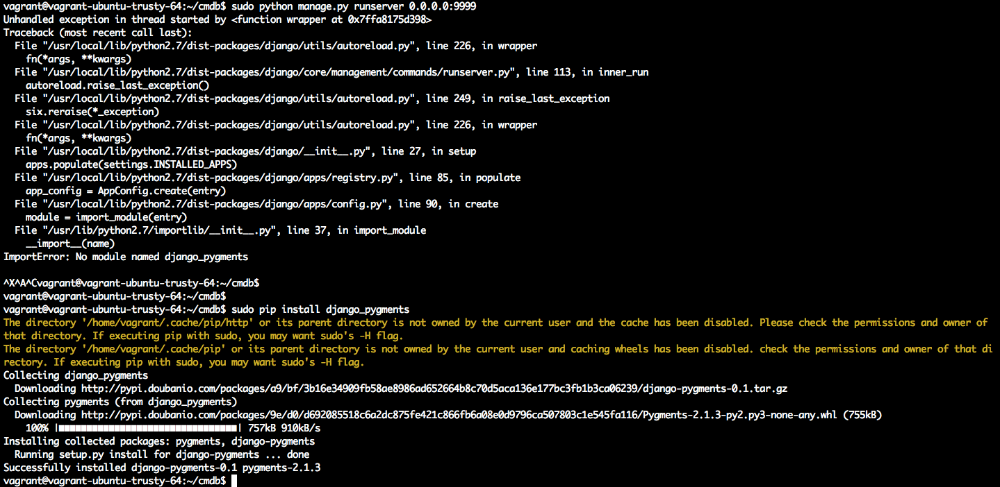 vagrant@vagrant-ubuntu-trusty-64:~/cmdb$ sudo python manage.py runserver 0.0.0.0:9999
Unhandled exception in thread started by <function wrapper at 0x7ffa8175d398>
Traceback (most recent call last):
  File "/usr/local/lib/python2.7/dist-packages/django/utils/autoreload.py", line 226, in wrapper
    fn(*args, **kwargs)
  File "/usr/local/lib/python2.7/dist-packages/django/core/management/commands/runserver.py", line 113, in inner_run
    autoreload.raise_last_exception()
  File "/usr/local/lib/python2.7/dist-packages/django/utils/autoreload.py", line 249, in raise_last_exception
    six.reraise(*_exception)
  File "/usr/local/lib/python2.7/dist-packages/django/utils/autoreload.py", line 226, in wrapper
    fn(*args, **kwargs)
  File "/usr/local/lib/python2.7/dist-packages/django/__init__.py", line 27, in setup
    apps.populate(settings.INSTALLED_APPS)
  File "/usr/local/lib/python2.7/dist-packages/django/apps/registry.py", line 85, in populate
    app_config = AppConfig.create(entry)
  File "/usr/local/lib/python2.7/dist-packages/django/apps/config.py", line 90, in create
    module = import_module(entry)
  File "/usr/lib/python2.7/importlib/__init__.py", line 37, in import_module
    __import__(name)
ImportError: No module named django_pygments
^X^A^Cvagrant@vagrant-ubuntu-trusty-64:~/cmdb$
vagrant@vagrant-ubuntu-trusty-64:~/cmdb$
vagrant@vagrant-ubuntu-trusty-64:~/cmdb$ sudo pip install django_pygments
The directory '/home/vagrant/.cache/pip/http' or its parent directory is not owned by the current user and the cache has been disabled. Please check the permissions and owner of
that directory. If executing pip with sudo, you may want sudo's -H flag.
The directory '/home/vagrant/.cache/pip' or its parent directory is not owned by the current user and caching wheels has been disabled. check the permissions and owner of that di
rectory. If executing pip with sudo, you may want sudo's -H flag.
Collecting django_pygments
  Downloading http://pypi.doubanio.com/packages/a9/bf/3b16e34909fb58ae8986ad652664b8c70d5aca136e177bc3fb1b3ca06239/django-pygments-0.1.tar.gz
Collecting pygments (from django_pygments)
  Downloading http://pypi.doubanio.com/packages/9e/d0/d692085518c6a2dc875fe421c866fb6a08e0d9796ca507803c1e545fa116/Pygments-2.1.3-py2.py3-none-any.whl (755kB)
    100% |████████████████████████████████| 757kB 910kB/s
Installing collected packages: pygments, django-pygments
  Running setup.py install for django-pygments ... done
Successfully installed django-pygments-0.1 pygments-2.1.3
vagrant@vagrant-ubuntu-trusty-64:~/cmdb$